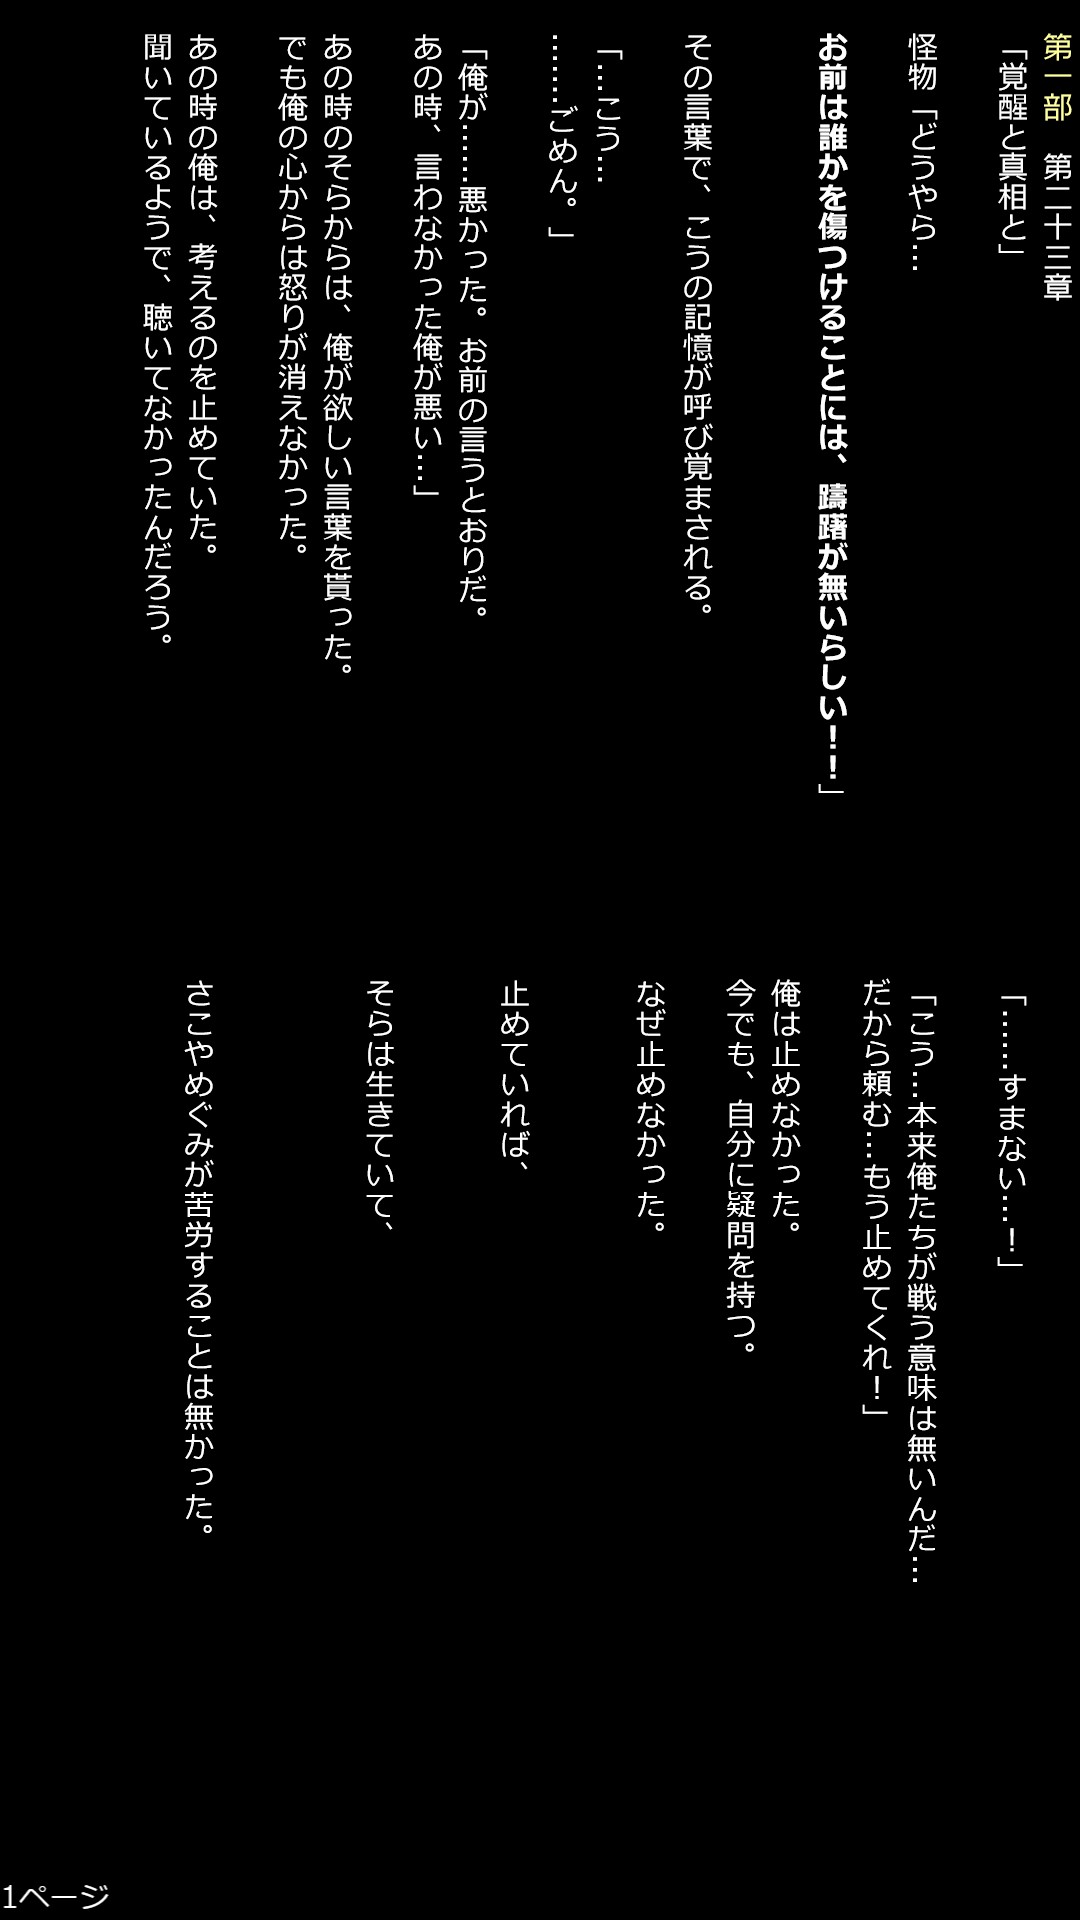 第一部　第二十三章
「覚醒と真相と」
怪物「どうやら…
お前は誰かを傷つけることには、躊躇が無いらしい！！」
その言葉で、こうの記憶が呼び覚まされる。
「…こう…
……ごめん。」
「俺が……悪かった。お前の言うとおりだ。
あの時、言わなかった俺が悪い…」
あの時のそらからは、俺が欲しい言葉を貰った。
でも俺の心からは怒りが消えなかった。
あの時の俺は、考えるのを止めていた。
聞いているようで、聴いてなかったんだろう。
「……すまない…！」
「こう…本来俺たちが戦う意味は無いんだ…
だから頼む…もう止めてくれ！」
俺は止めなかった。
今でも、自分に疑問を持つ。
なぜ止めなかった。
止めていれば、
そらは生きていて、
さこやめぐみが苦労することは無かった。
1ページ